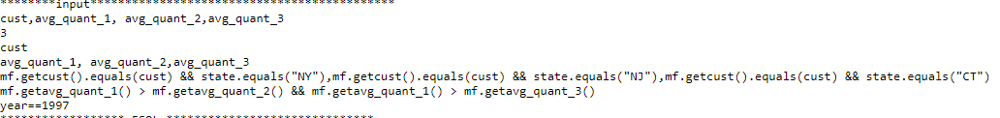 ********input******************************************
cust,avg_quant_1, avg_quant_2,avg_quant_3
3
cust
avg_quant_1, avg_quant_2,avg_quant_3
mf.getcust().equals(cust) && state.equals("NY"),mf.getcust().equals(cust) && state.equals("NJ"),mf.getcust().equals(cust) && state.equals("CT")
mf.getavg_quant_1() > mf.getavg_quant_2() && mf.getavg_quant_1() > mf.getavg_quant_3()
year==1997